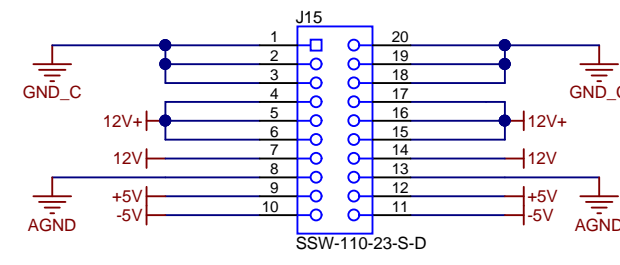 J15
1 20
2 19
3 18
GND_C GND_C
4 17
12V+ 5 16 12V+
6 15
12V 7 14 12V
8 13
+5V 9 12 +5V
-5V 10 11 -5V
AGND AGND
SSW-110-23-S-D